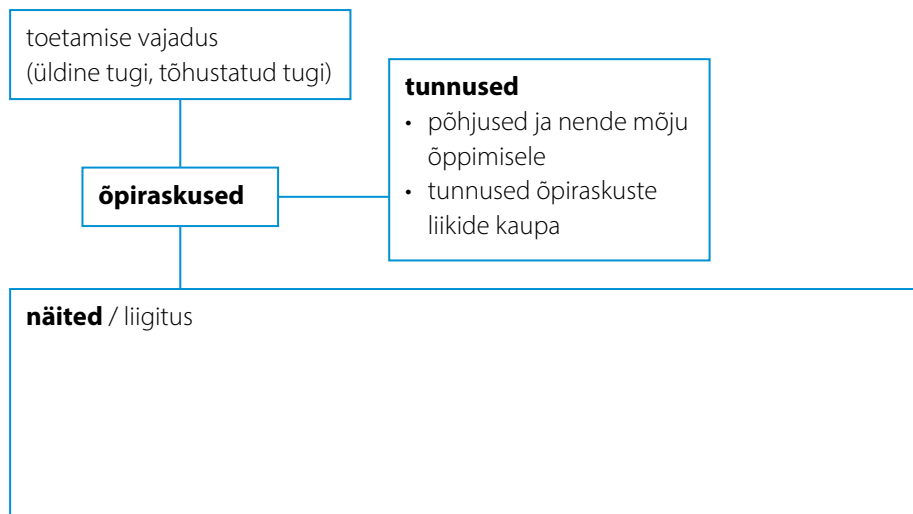 toetamise vajadus
(üldine tugi, tõhustatud tugi)
tunnused
• põhjused ja nende mõju
õppimisele
• tunnused õpiraskuste
liikide kaupa
õpiraskused
näited / liigitus